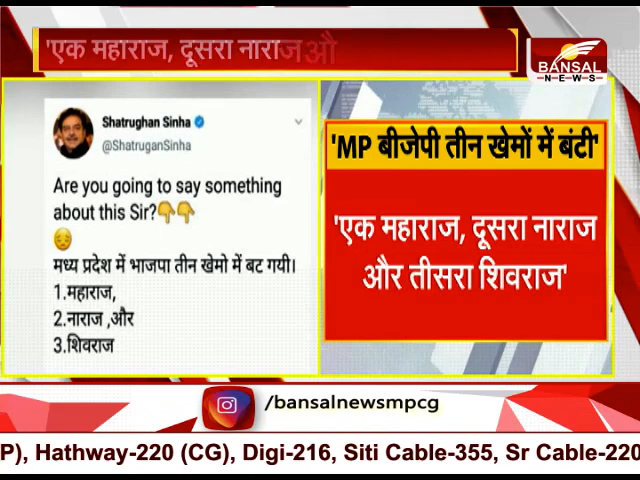 'एक महाराज, दूसरा नाराज औ
BANSAL
NEWS
Shatrughan Sinha
@ShatruganSinha
Are you going to say something
about this Sir?👇👇
😔
मध्य प्रदेश में भाजपा तीन खेमो में बट गयी।
1.महाराज,
2.नाराज ,और
3.शिवराज
'MP बीजेपी तीन खेमों में बंटी'
'एक महाराज, दूसरा नाराज
और तीसरा शिवराज'
/bansalnewsmpcg
P), Hathway-220 (CG), Digi-216, Siti Cable-355, Sr Cable-220